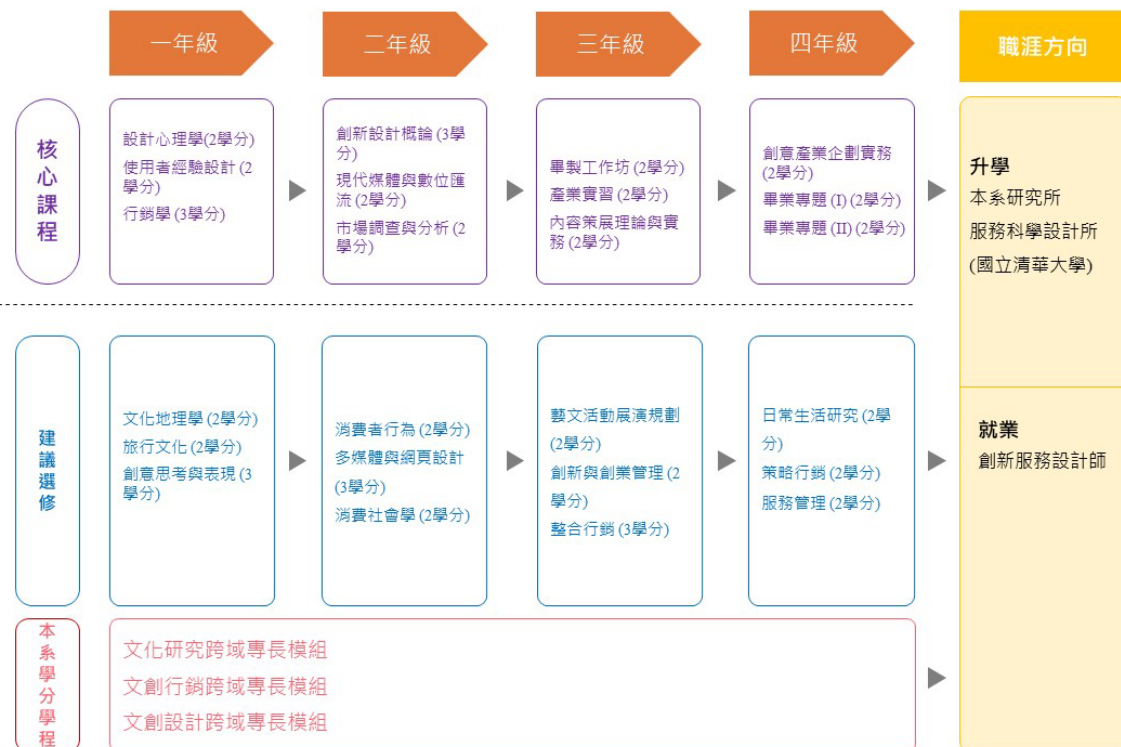 一年級
二年級
三年級
四年級
職涯方向
核心課程
設計心理學(2學分)
使用者經驗設計 (2
學分)
行銷學 (3學分)
創新設計概論 (3學
分)
現代媒體與數位匯
流 (2學分)
市場調查與分析 (2
學分)
畢製工作坊 (2學分)
產業實習 (2學分)
內容策展理論與實
務 (2學分)
創意產業企劃實務
(2學分)
畢業專題 (I) (2學分)
畢業專題 (II) (2學分)
升學
本系研究所
服務科學設計所
(國立清華大學)
建議選修
文化地理學 (2學分)
旅行文化 (2學分)
創意思考與表現 (3
學分)
消費者行為 (2學分)
多媒體與網頁設計
(3學分)
消費社會學 (2學分)
藝文活動展演規劃
(2學分)
創新與創業管理 (2
學分)
整合行銷 (3學分)
日常生活研究 (2學
分)
策略行銷 (2學分)
服務管理 (2學分)
就業
創新服務設計師
本系學分學程
文化研究跨域專長模組
文創行銷跨域專長模組
文創設計跨域專長模組